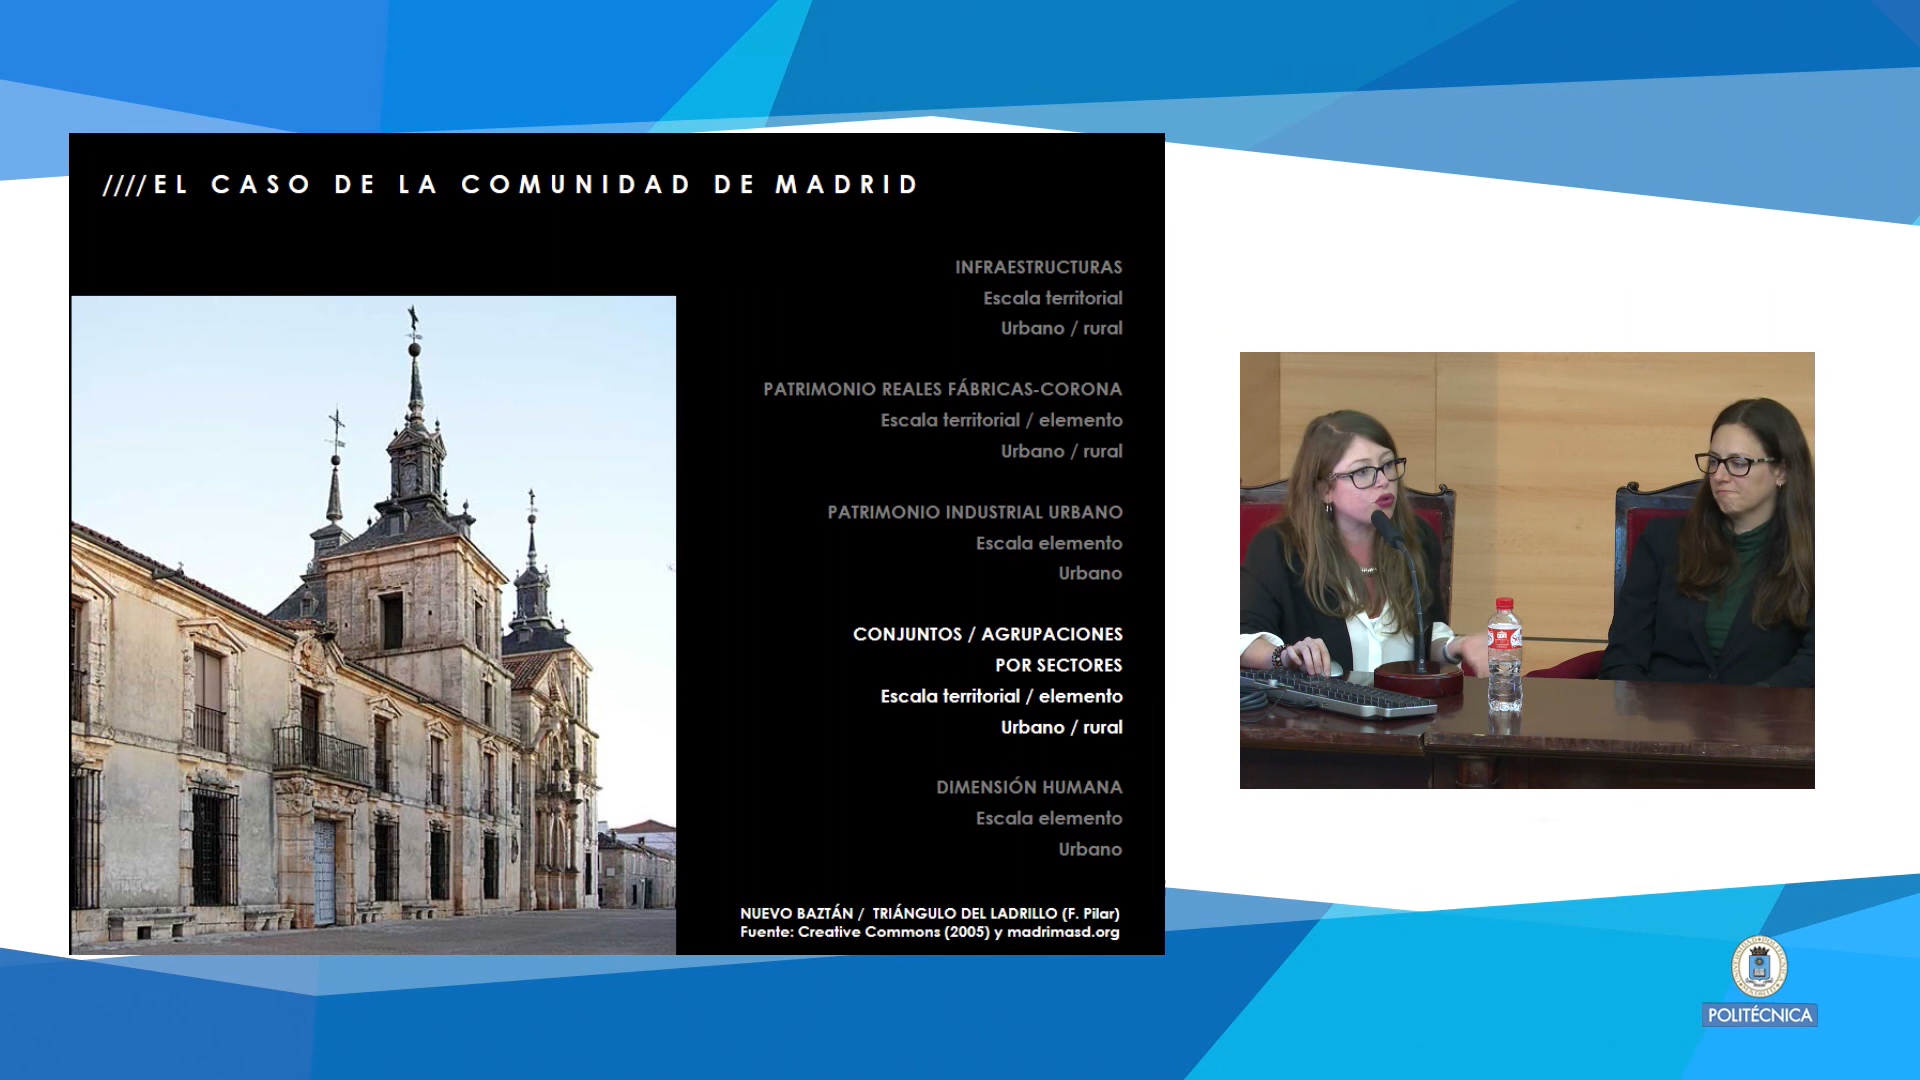 ////EL CASO DE LA COMUNIDAD DE MADRID
INFRAESTRUCTURAS
Escala territorial
Urbano / rural
PATRIMONIO REALES FÁBRICAS-CORONA
Escala territorial / elemento
Urbano / rural
PATRIMONIO INDUSTRIAL URBANO
Escala elemento
Urbano
CONJUNTOS / AGRUPACIONES
POR SECTORES
Escala territorial / elemento
Urbano / rural
DIMENSIÓN HUMANA
Escala elemento
Urbano
NUEVO BAZTÁN / TRIÁNGULO DEL LADRILLO (F. Pilar)
Fuente: Creative Commons (2005) y madrimasd.org
POLITÉCNICA